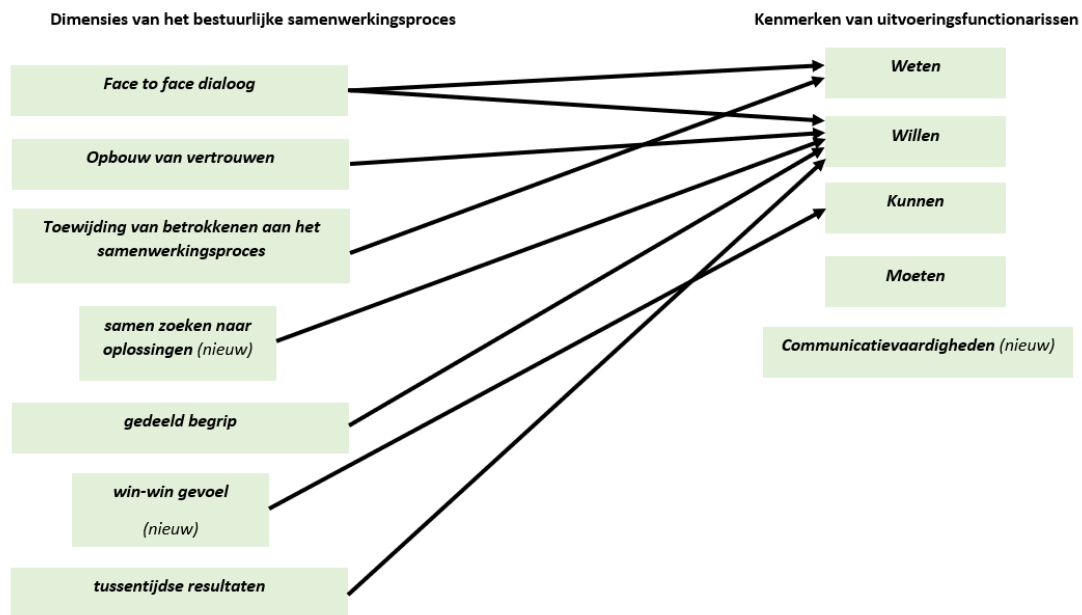 Dimensies van het bestuurlijke samenwerkingsproces
Kenmerken van uitvoeringsfunctionarissen
Face to face dialoog
Opbouw van vertrouwen
Toewijding van betrokkenen aan het
samenwerkingsproces
samen zoeken naar
oplossingen (nieuw)
gedeeld begrip
win-win gevoel
(nieuw)
tussentijdse resultaten
Weten
Willen
Kunnen
Moeten
Communicatievaardigheden (nieuw)